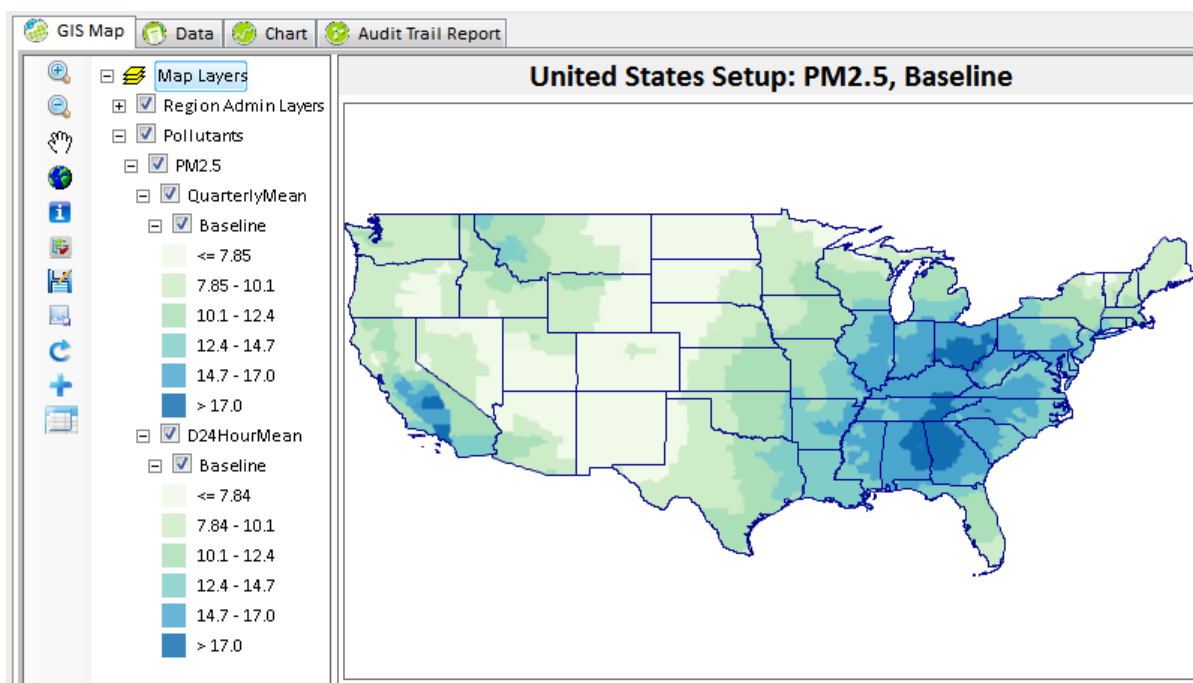 GIS Map Data Chart Audit Trail Report
Map Layers
Region Admin Layers
Pollutants
PM2.5
QuarterlyMean
Baseline
<= 7.85
7.85 - 10.1
10.1 - 12.4
12.4 - 14.7
14.7 - 17.0
> 17.0
D24HourMean
Baseline
<= 7.84
7.84 - 10.1
10.1 - 12.4
12.4 - 14.7
14.7 - 17.0
> 17.0
United States Setup: PM2.5, Baseline